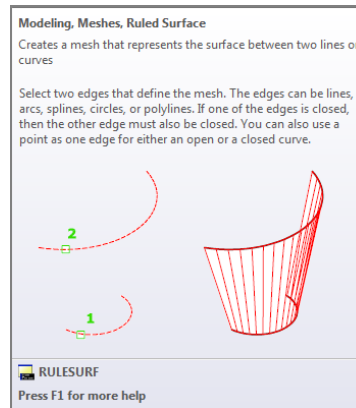 Modeling, Meshes, Ruled Surface
Creates a mesh that represents the surface between two lines or
curves
Select two edges that define the mesh. The edges can be lines,
arcs, splines, circles, or polylines. If one of the edges is closed,
then the other edge must also be closed. You can also use a
point as one edge for either an open or a closed curve.
2
1
RULESURF
Press F1 for more help